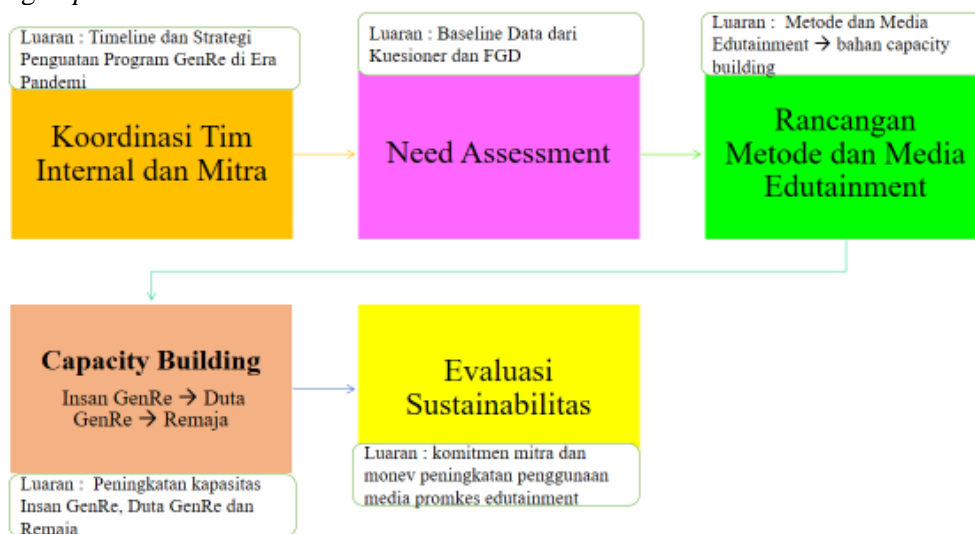 Luaran : Timeline dan Strategi
Penguatan Program GenRe di Era
Pandemi
Koordinasi Tim
Internal dan Mitra
Luaran : Baseline Data dari
Kuesioner dan FGD
Need Assessment
Luaran : Metode dan Media
Edutainment → bahan capacity
building
Rancangan
Metode dan Media
Edutainment
Capacity Building
Insan GenRe → Duta
GenRe → Remaja
Luaran : Peningkatan kapasitas
Insan GenRe, Duta GenRe dan
Remaja
Evaluasi
Sustainabilitas
Luaran : komitmen mitra dan
monev peningkatan penggunaan
media promkes edutainment